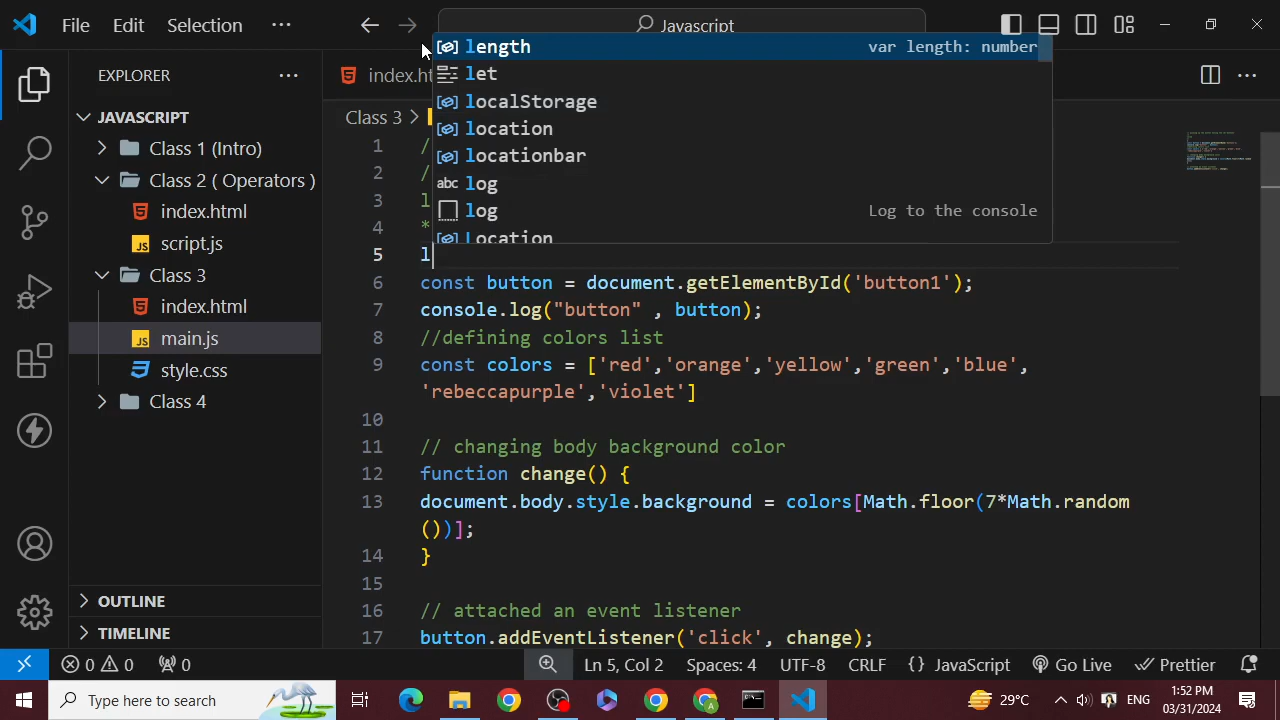 File Edit Selection ··· Javascript
EXPLORER ···
index.ht
···
JAVASCRIPT
Class 1 (Intro)
Class 2 ( Operators )
index.html
JS script.js
Class 3
index.html
JS main.js
style.css
Class 4
OUTLINE
TIMELINE
Class 3 >
length var length: number
let
localStorage
location
locationbar
abc log
log Log to the console
Location
1 /
2 /
3 l
4 *
5 l
6 const button = document.getElementById('button1');
7 console.log("button" , button);
8 //defining colors list
9 const colors = ['red','orange','yellow','green','blue',
'rebeccapurple','violet']
10
11 // changing body background color
12 function change() {
13 document.body.style.background = colors[Math.floor(7*Math.random
())];
14 }
15
16 // attached an event listener
17 button.addEventListener('click', change);
0 0 0 Ln 5, Col 2 Spaces: 4 UTF-8 CRLF {} JavaScript Go Live Prettier
Type here to search 29°C ENG 1:52 PM
03/31/2024